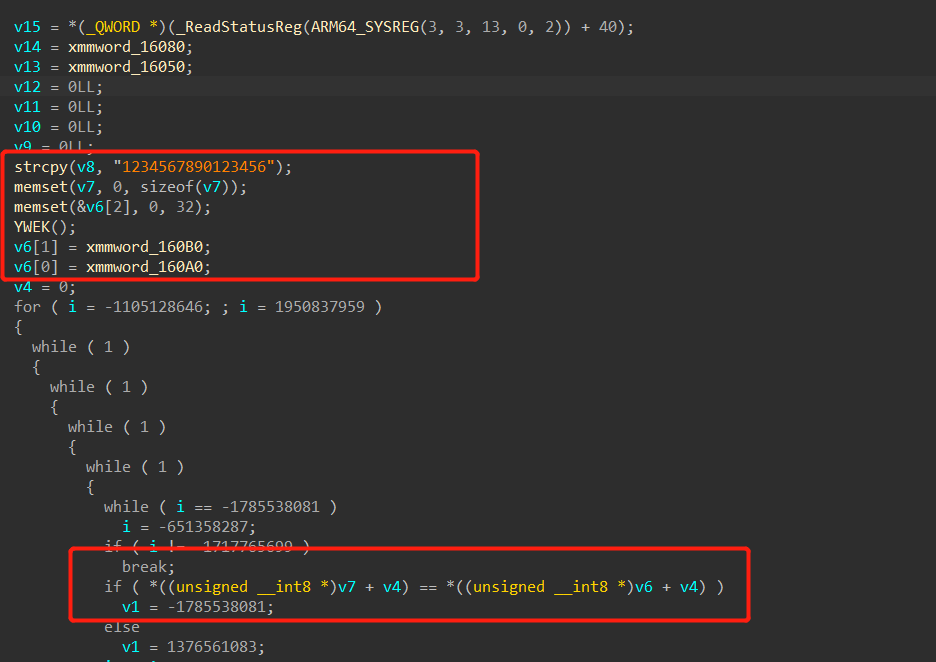 v15 = *(_QWORD *)(_ReadStatusReg(ARM64_SYSREG(3, 3, 13, 0, 2)) + 40);
v14 = xmmword_16080;
v13 = xmmword_16050;
v12 = 0LL;
v11 = 0LL;
v10 = 0LL;
v9 = 0LL;
strcpy(v8, "1234567890123456");
memset(v7, 0, sizeof(v7));
memset(&v6[2], 0, 32);
YWEK();
v6[1] = xmmword_160B0;
v6[0] = xmmword_160A0;
v4 = 0;
for ( i = -1105128646; ; i = 1950837959 )
{
while ( 1 )
{
while ( 1 )
{
while ( 1 )
{
while ( 1 )
{
while ( i == -1785538081 )
i = -651358287;
if ( i != -1717765699 )
break;
if ( *((unsigned __int8 *)v7 + v4) == *((unsigned __int8 *)v6 + v4) )
v1 = -1785538081;
else
v1 = 1376561083;